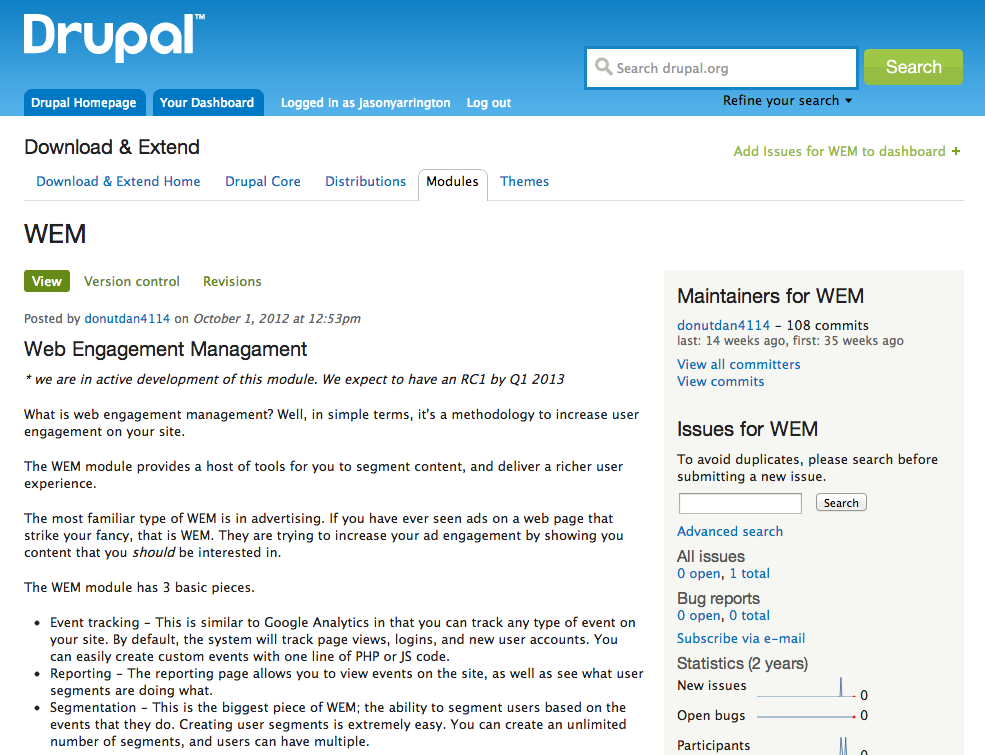 Drupal™
Search drupal.org
Search
Refine your search
Drupal Homepage
Your Dashboard
Logged in as jasonyarrington
Log out
Download & Extend
Add Issues for WEM to dashboard +
Download & Extend Home
Drupal Core
Distributions
Modules
Themes
WEM
View
Version control
Revisions
Posted by donutdan4114 on October 1, 2012 at 12:53pm
Web Engagement Managament
* we are in active development of this module. We expect to have an RC1 by Q1 2013
What is web engagement management? Well, in simple terms, it's a methodology to increase user
engagement on your site.
The WEM module provides a host of tools for you to segment content, and deliver a richer user
experience.
The most familiar type of WEM is in advertising. If you have ever seen ads on a web page that
strike your fancy, that is WEM. They are trying to increase your ad engagement by showing you
content that you should be interested in.
The WEM module has 3 basic pieces.
• Event tracking – This is similar to Google Analytics in that you can track any type of event on
your site. By default, the system will track page views, logins, and new user accounts. You
can easily create custom events with one line of PHP or JS code.
• Reporting – The reporting page allows you to view events on the site, as well as see what user
segments are doing what.
• Segmentation – This is the biggest piece of WEM; the ability to segment users based on the
events that they do. Creating user segments is extremely easy. You can create an unlimited
number of segments, and users can have multiple.
Maintainers for WEM
donutdan4114 – 108 commits
last: 14 weeks ago, first: 35 weeks ago
View all committers
View commits
Issues for WEM
To avoid duplicates, please search before
submitting a new issue.
Search
Advanced search
All issues
0 open, 1 total
Bug reports
0 open, 0 total
Subscribe via e-mail
Statistics (2 years)
New issues 0
Open bugs 0
Participants 0